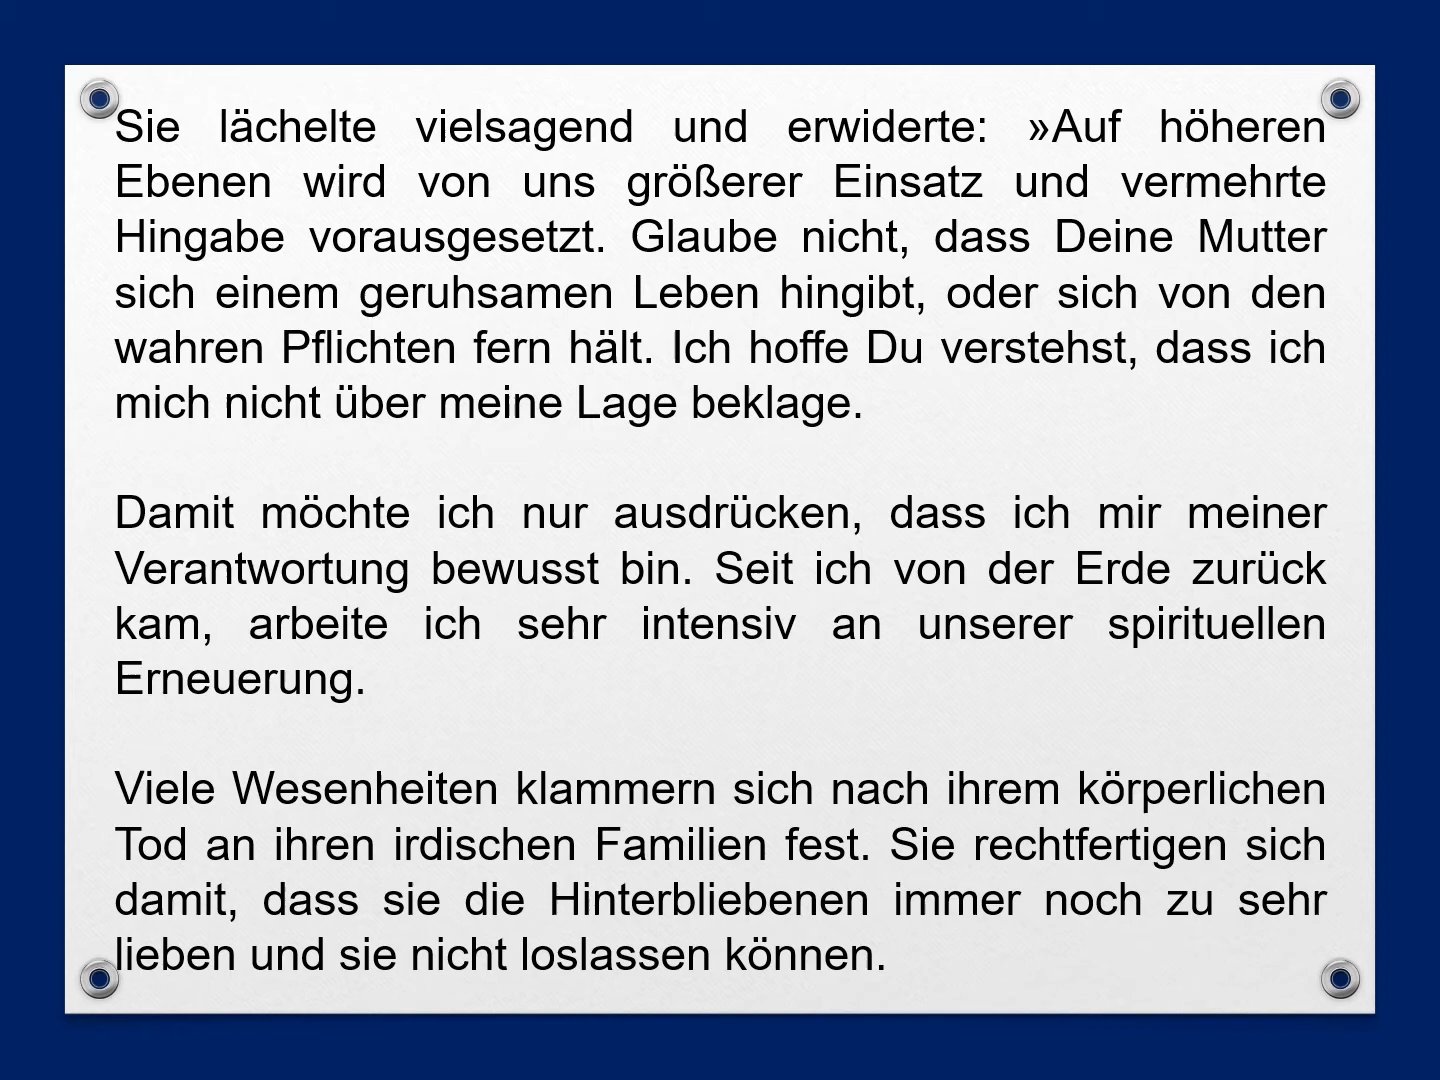 Sie lächelte vielsagend und erwiderte: »Auf höheren
Ebenen wird von uns größerer Einsatz und vermehrte
Hingabe vorausgesetzt. Glaube nicht, dass Deine Mutter
sich einem geruhsamen Leben hingibt, oder sich von den
wahren Pflichten fern hält. Ich hoffe Du verstehst, dass ich
mich nicht über meine Lage beklage.
Damit möchte ich nur ausdrücken, dass ich mir meiner
Verantwortung bewusst bin. Seit ich von der Erde zurück
kam, arbeite ich sehr intensiv an unserer spirituellen
Erneuerung.
Viele Wesenheiten klammern sich nach ihrem körperlichen
Tod an ihren irdischen Familien fest. Sie rechtfertigen sich
damit, dass sie die Hinterbliebenen immer noch zu sehr
lieben und sie nicht loslassen können.